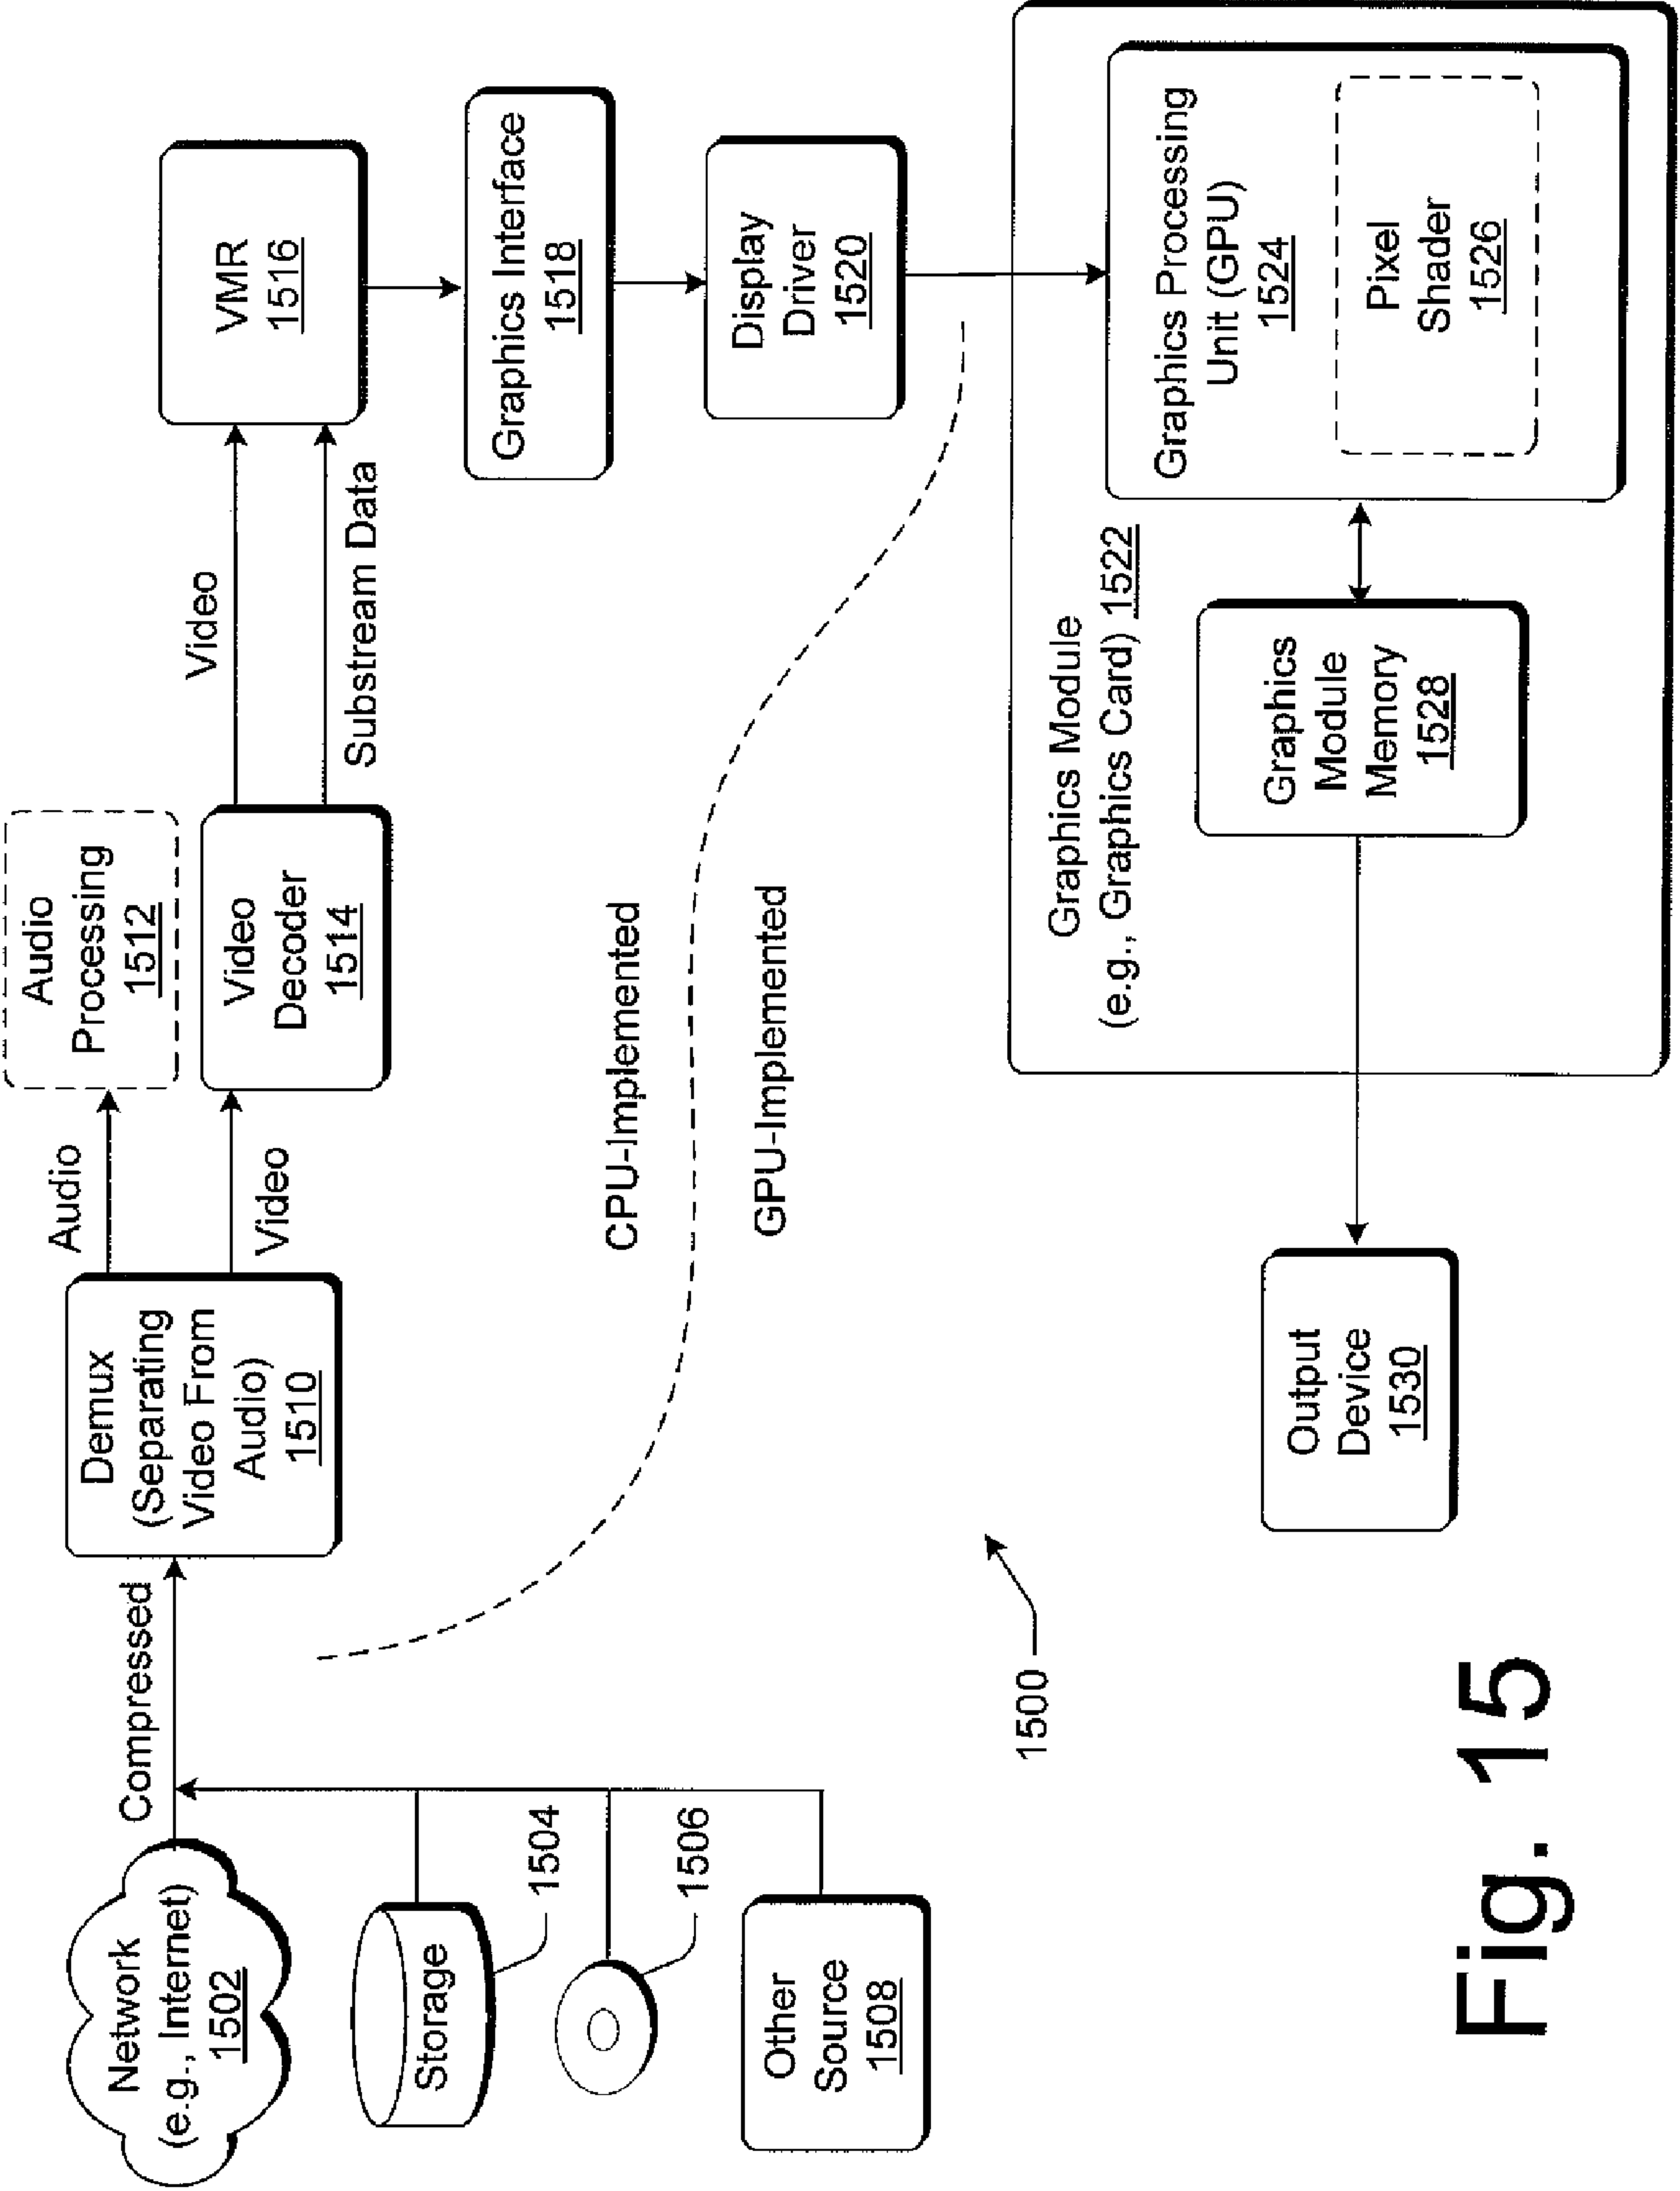 Network
(e.g., Internet)
1502
Storage
1504
1506
Other
Source
1508
Compressed
Demux
(Separating
Video From
Audio)
1510
Audio
Video
Audio
Processing
1512
Video
Decoder
1514
Video
Substream Data
VMR
1516
Graphics Interface
1518
Display
Driver
1520
CPU-Implemented
GPU-Implemented
Graphics Module
(e.g., Graphics Card) 1522
Graphics Processing
Unit (GPU)
1524
Pixel
Shader
1526
Graphics
Module
Memory
1528
Output
Device
1530
1500
Fig. 15